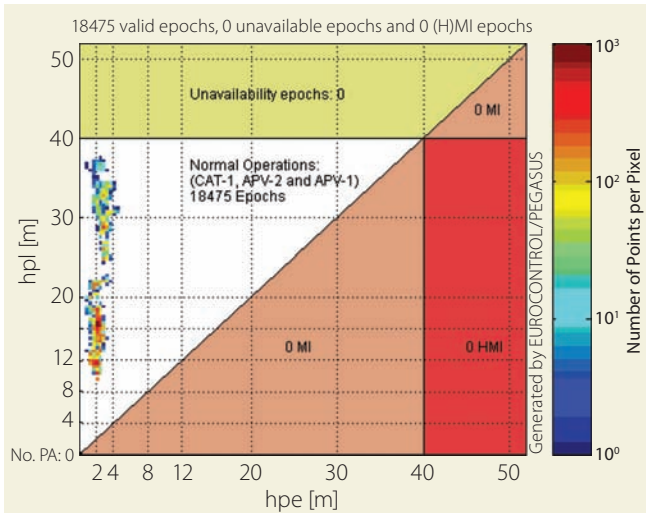 18475 valid epochs, 0 unavailable epochs and 0 (H)MI epochs
50
40
30
20
12
8
4
No. PA: 0
hpl [m]
Unavailability epochs: 0
0 MI
Normal Operations:
(CAT-1, APV-2 and APV-1)
18475 Epochs
0 MI
0 HMI
2 4 8 12 20 30 40 50
hpe [m]
Generated by EUROCONTROL/PEGASUS
10³
10²
10¹
10⁰
Number of Points per Pixel